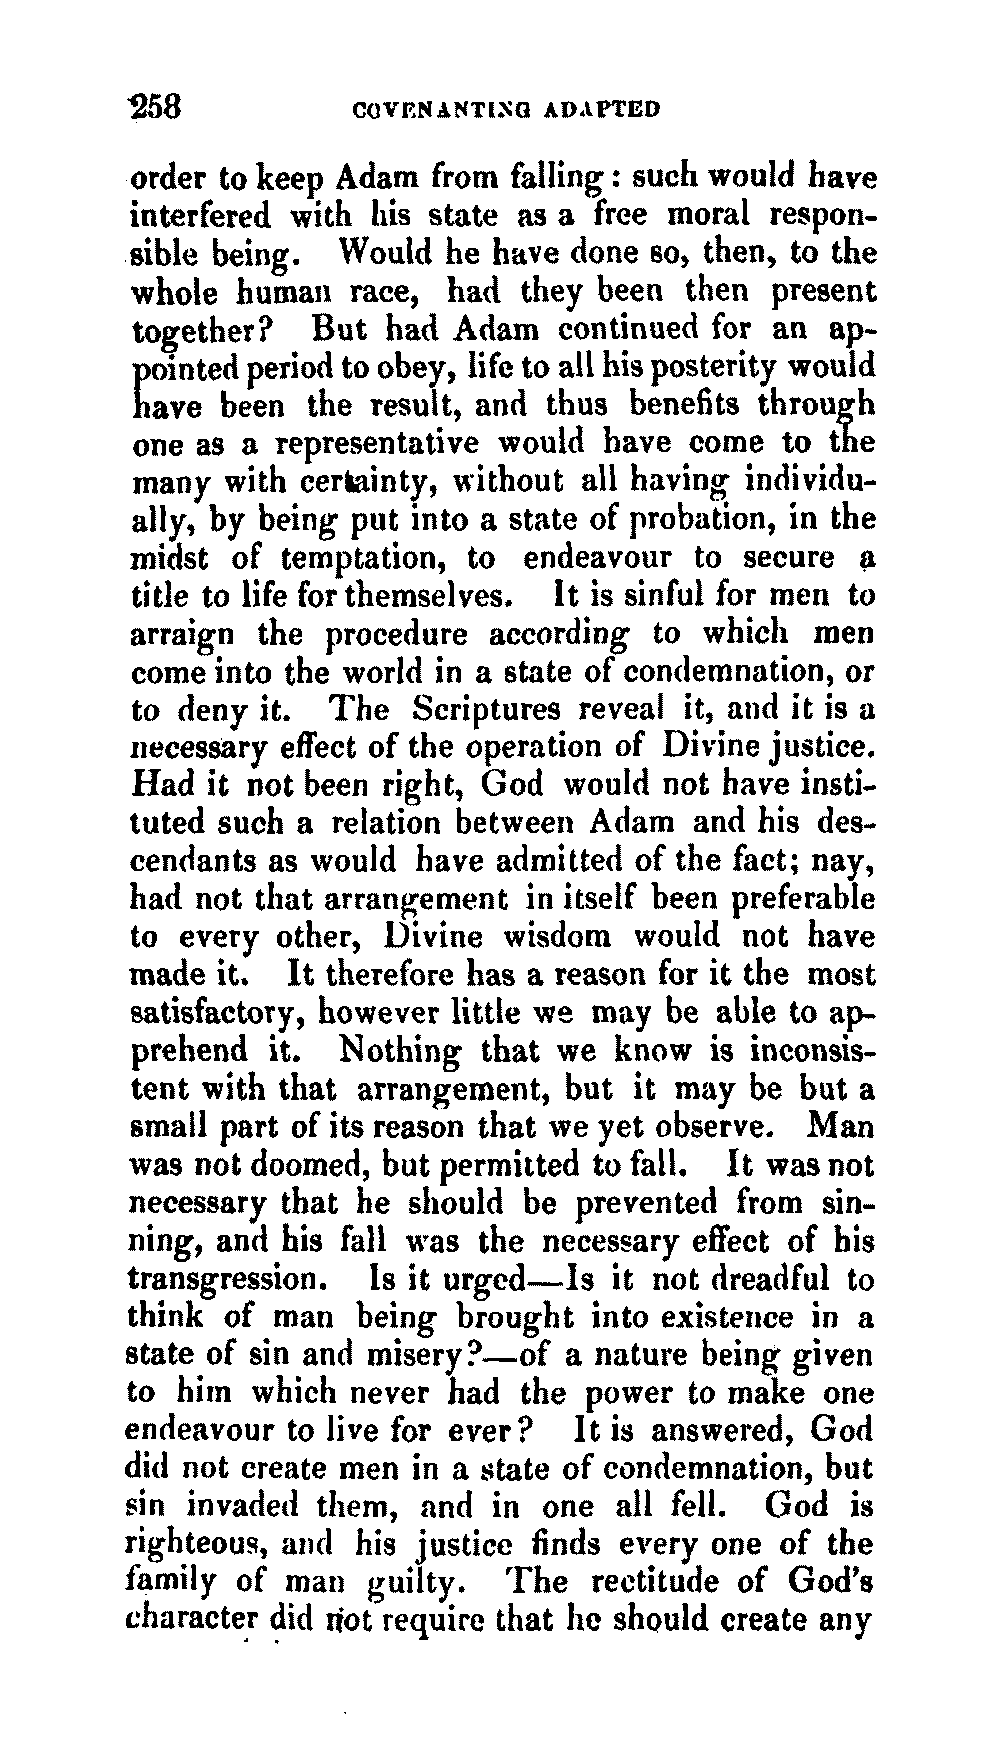 258 COVENANTING ADAPTED
order to keep Adam from falling: such would have
interfered with his state as a free moral respon-
sible being. Would he have done so, then, to the
whole human race, had they been then present
together? But had Adam continued for an ap-
pointed period to obey, life to all his posterity would
have been the result, and thus benefits through
one as a representative would have come to the
many with certainty, without all having individu-
ally, by being put into a state of probation, in the
midst of temptation, to endeavour to secure a
title to life for themselves. It is sinful for men to
arraign the procedure according to which men
come into the world in a state of condemnation, or
to deny it. The Scriptures reveal it, and it is a
necessary effect of the operation of Divine justice.
Had it not been right, God would not have insti-
tuted such a relation between Adam and his des-
cendants as would have admitted of the fact; nay,
had not that arrangement in itself been preferable
to every other, Divine wisdom would not have
made it. It therefore has a reason for it the most
satisfactory, however little we may be able to ap-
prehend it. Nothing that we know is inconsis-
tent with that arrangement, but it may be but a
small part of its reason that we yet observe. Man
was not doomed, but permitted to fall. It was not
necessary that he should be prevented from sin-
ning, and his fall was the necessary effect of his
transgression. Is it urged—Is it not dreadful to
think of man being brought into existence in a
state of sin and misery?—of a nature being given
to him which never had the power to make one
endeavour to live for ever? It is answered, God
did not create men in a state of condemnation, but
sin invaded them, and in one all fell. God is
righteous, and his justice finds every one of the
family of man guilty. The rectitude of God's
character did not require that he should create any